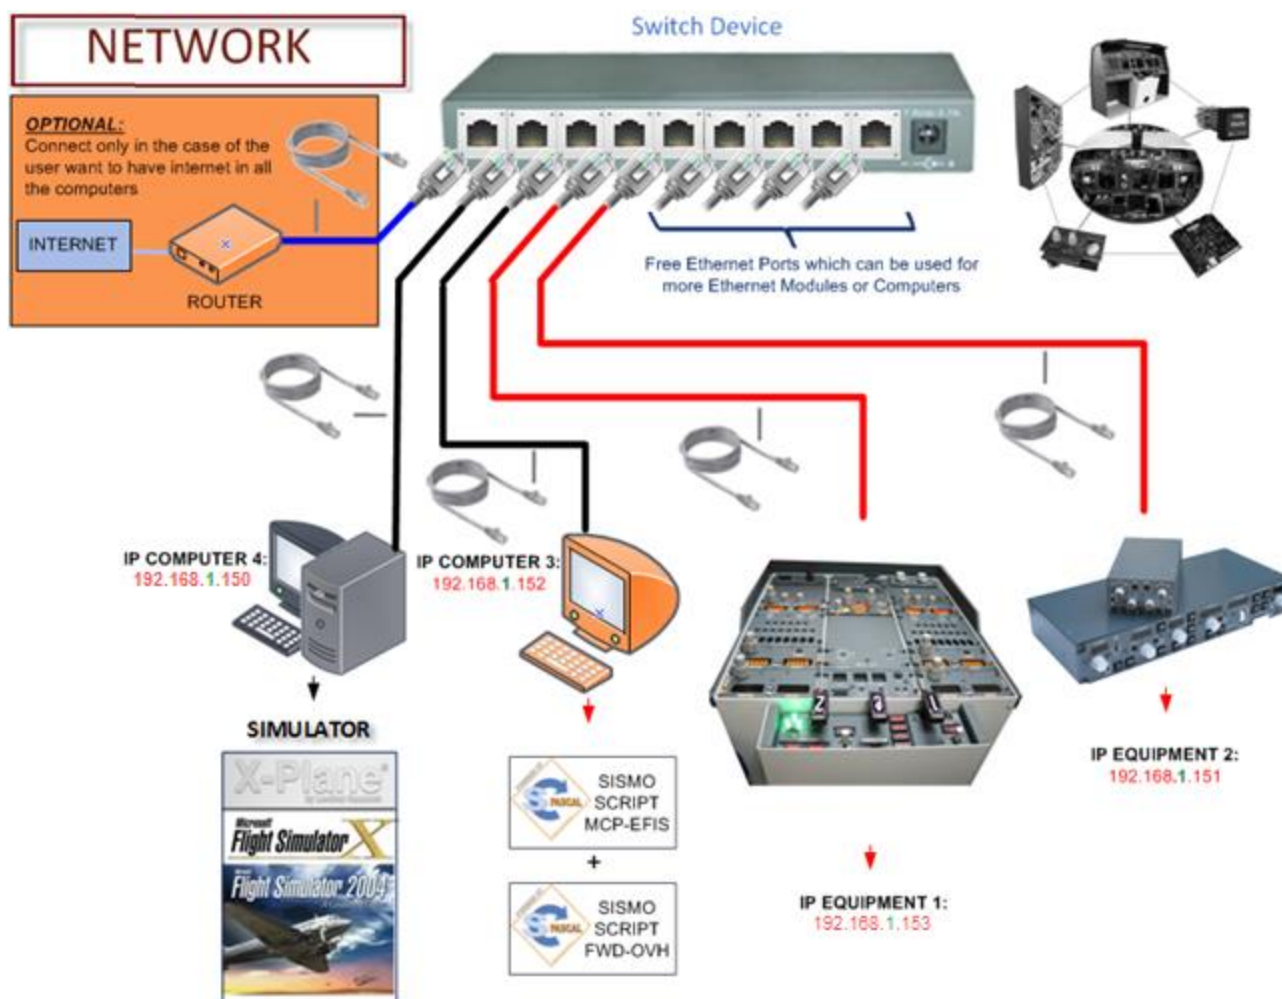 NETWORK
Switch Device
OPTIONAL:
Connect only in the case of the
user want to have internet in all
the computers
INTERNET
ROUTER
Free Ethernet Ports which can be used for
more Ethernet Modules or Computers
IP COMPUTER 4:
192.168.1.150
IP COMPUTER 3:
192.168.1.152
SIMULATOR
X-Plane
Microsoft
Flight Simulator X
Flight Simulator 2004
SISMO
SCRIPT
MCP-EFIS
PASCAL
+
SISMO
SCRIPT
FWD-OVH
PASCAL
IP EQUIPMENT 2:
192.168.1.151
IP EQUIPMENT 1:
192.168.1.153